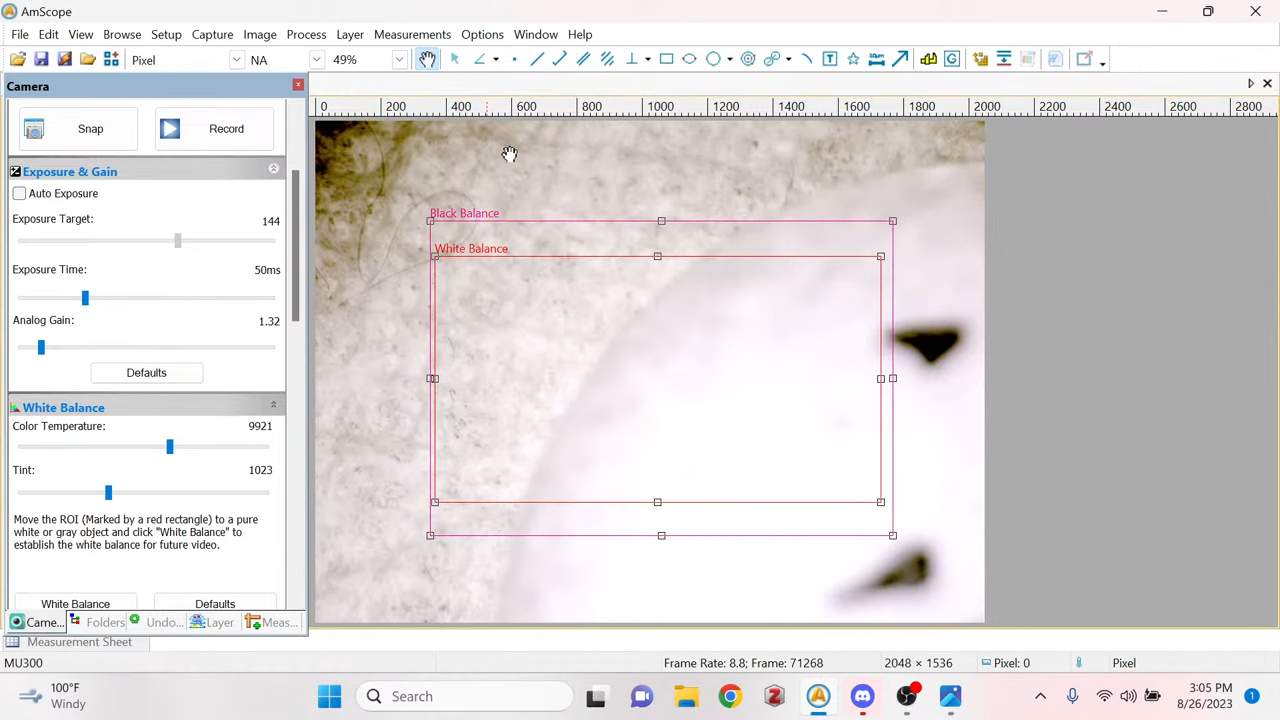 AmScope
File Edit View Browse Setup Capture Image Process Layer Measurements Options Window Help
Pixel NA 49%
Camera
0 200 400 600 800 1000 1200 1400 1600 1800 2000 2200 2400 2600 2800
Snap Record
Exposure & Gain
Auto Exposure
Exposure Target: 144
Exposure Time: 50ms
Analog Gain: 1.32
Defaults
White Balance
Color Temperature: 9921
Tint: 1023
Move the ROI (Marked by a red rectangle) to a pure
white or gray object and click "White Balance" to
establish the white balance for future video.
White Balance Defaults
Black Balance
White Balance
Came... Folders Undo... Layer Meas...
Measurement Sheet
MU300 Frame Rate: 8.8; Frame: 71268 2048 × 1536 Pixel: 0 Pixel
100°F
Windy
Search
3:05 PM
8/26/2023
1